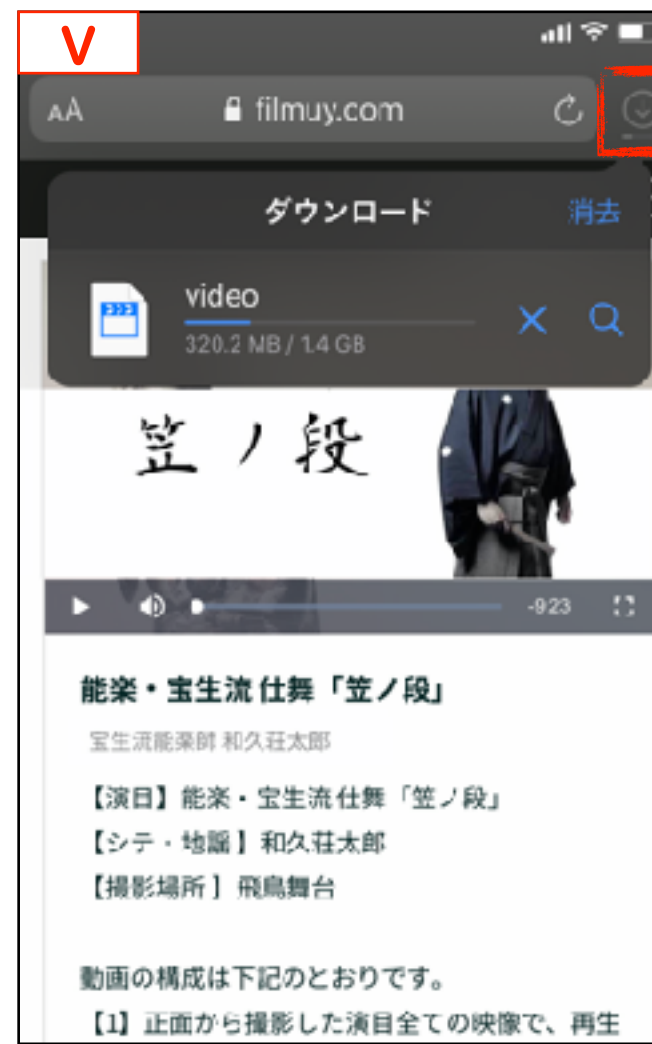 V
AA filmuy.com
ダウンロード 消去
video
320.2 MB / 1.4 GB
笠ノ段
-9:23
能楽・宝生流 仕舞「笠ノ段」
宝生流能楽師 和久荘太郎
【演目】能楽・宝生流 仕舞「笠ノ段」
【シテ・地謡】和久荘太郎
【撮影場所】飛鳥舞台
動画の構成は下記のとおりです。
【1】正面から撮影した演目全ての映像で、再生